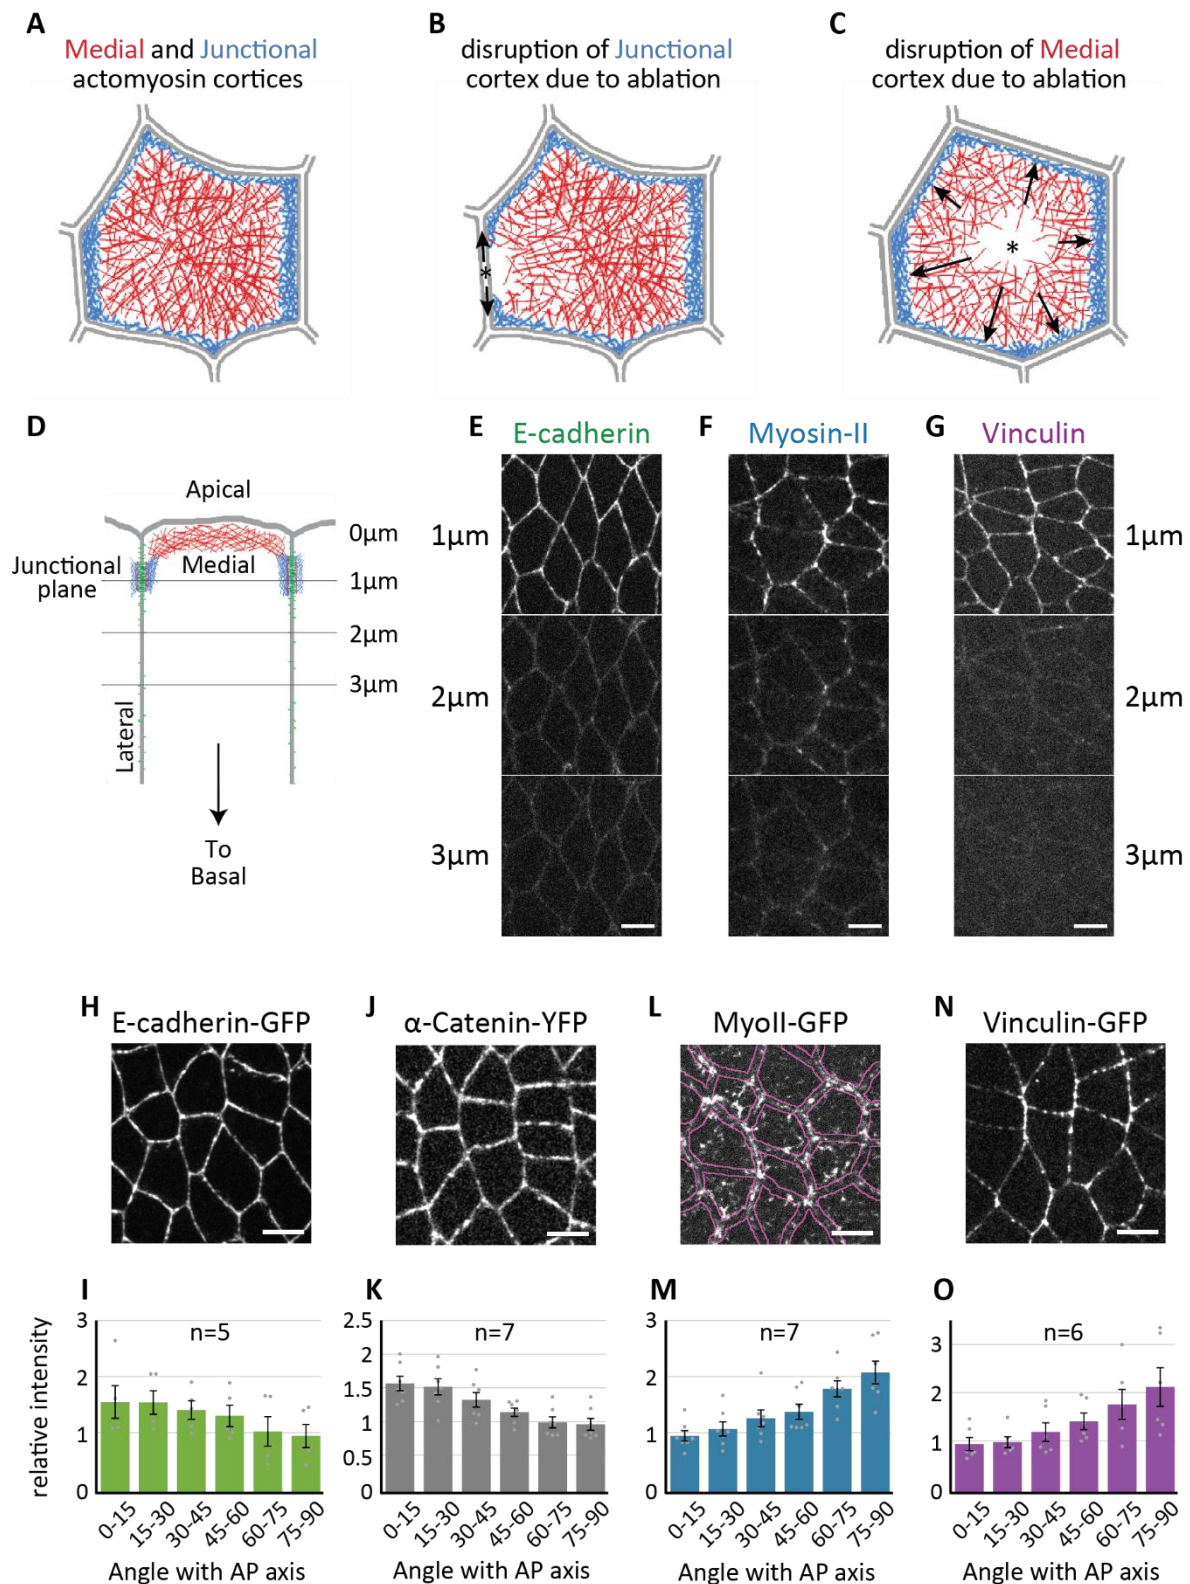 A
Medial and Junctional
actomyosin cortices
B
disruption of Junctional
cortex due to ablation
*
C
disruption of Medial
cortex due to ablation
*
D
Apical
0μm
Junctional
plane
Medial
1μm
2μm
3μm
Lateral
To
Basal
E
E-cadherin
F
Myosin-II
G
Vinculin
1μm
1μm
2μm
2μm
3μm
3μm
H
E-cadherin-GFP
J
α-Catenin-YFP
L
MyoII-GFP
N
Vinculin-GFP
I
n=5
relative intensity
3
2
1
0
0-15
15-30
30-45
45-60
60-75
75-90
Angle with AP axis
K
n=7
2.5
2
1.5
1
0.5
0
0-15
15-30
30-45
45-60
60-75
75-90
Angle with AP axis
M
n=7
3
2
1
0
0-15
15-30
30-45
45-60
60-75
75-90
Angle with AP axis
O
n=6
3
2
1
0
0-15
15-30
30-45
45-60
60-75
75-90
Angle with AP axis